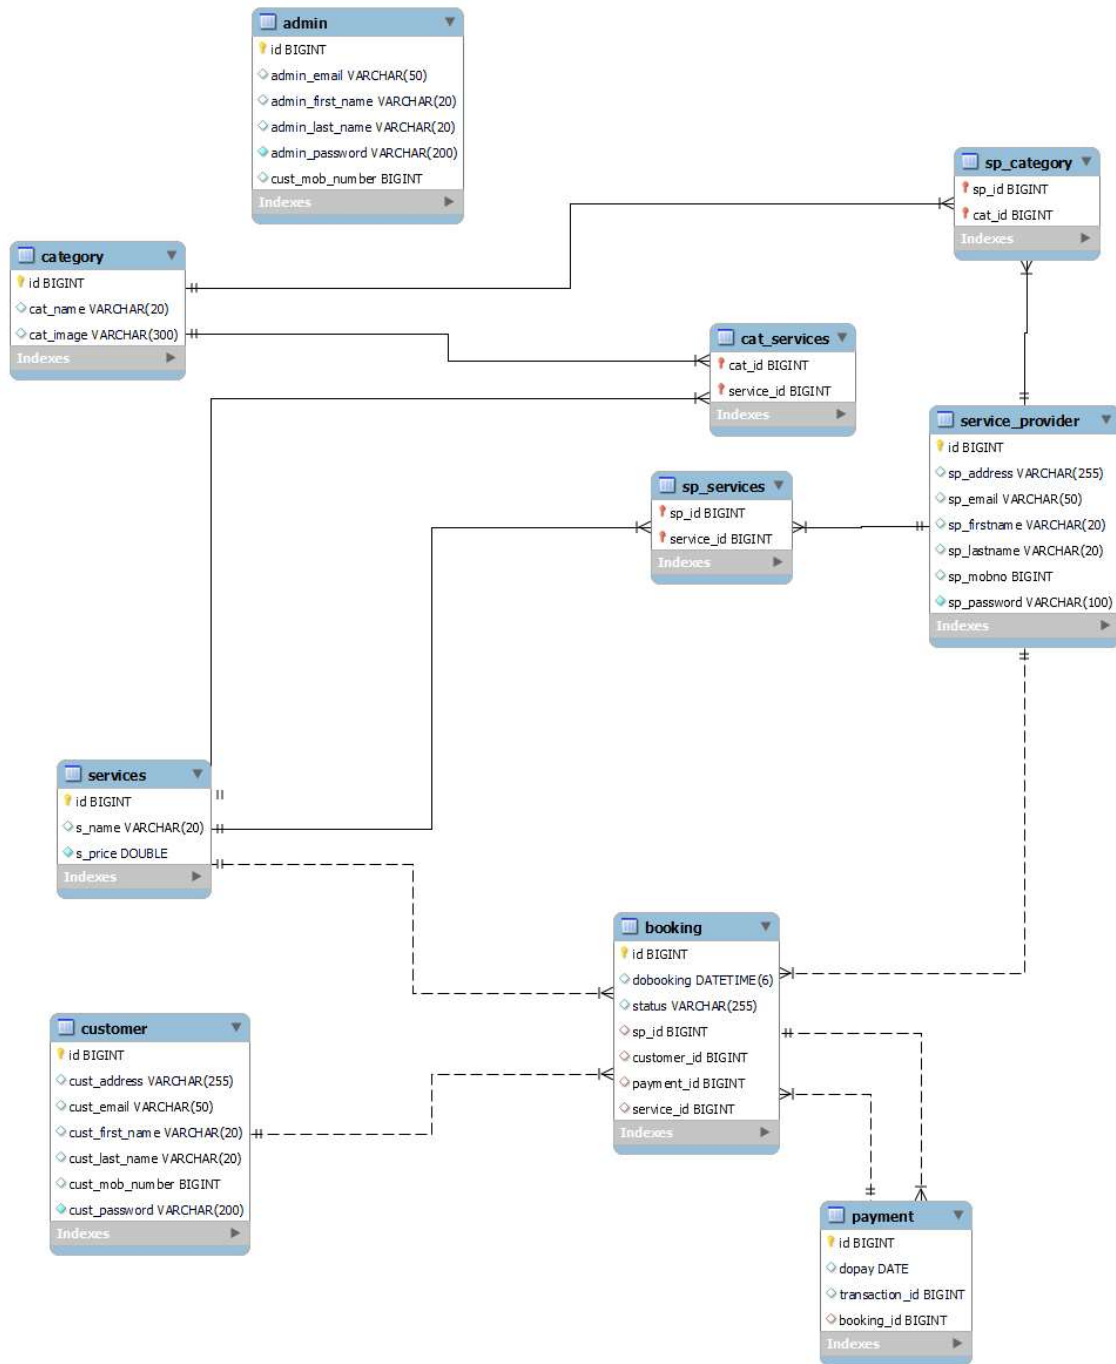 admin
id BIGINT
admin_email VARCHAR(50)
admin_first_name VARCHAR(20)
admin_last_name VARCHAR(20)
admin_password VARCHAR(200)
cust_mob_number BIGINT
Indexes
sp_category
sp_id BIGINT
cat_id BIGINT
Indexes
category
id BIGINT
cat_name VARCHAR(20)
cat_image VARCHAR(300)
Indexes
cat_services
cat_id BIGINT
service_id BIGINT
Indexes
service_provider
id BIGINT
sp_address VARCHAR(255)
sp_email VARCHAR(50)
sp_firstname VARCHAR(20)
sp_lastname VARCHAR(20)
sp_mobno BIGINT
sp_password VARCHAR(100)
Indexes
sp_services
sp_id BIGINT
service_id BIGINT
Indexes
services
id BIGINT
s_name VARCHAR(20)
s_price DOUBLE
Indexes
booking
id BIGINT
dobooking DATETIME(6)
status VARCHAR(255)
sp_id BIGINT
customer_id BIGINT
payment_id BIGINT
service_id BIGINT
Indexes
customer
id BIGINT
cust_address VARCHAR(255)
cust_email VARCHAR(50)
cust_first_name VARCHAR(20)
cust_last_name VARCHAR(20)
cust_mob_number BIGINT
cust_password VARCHAR(200)
Indexes
payment
id BIGINT
dopay DATE
transaction_id BIGINT
booking_id BIGINT
Indexes